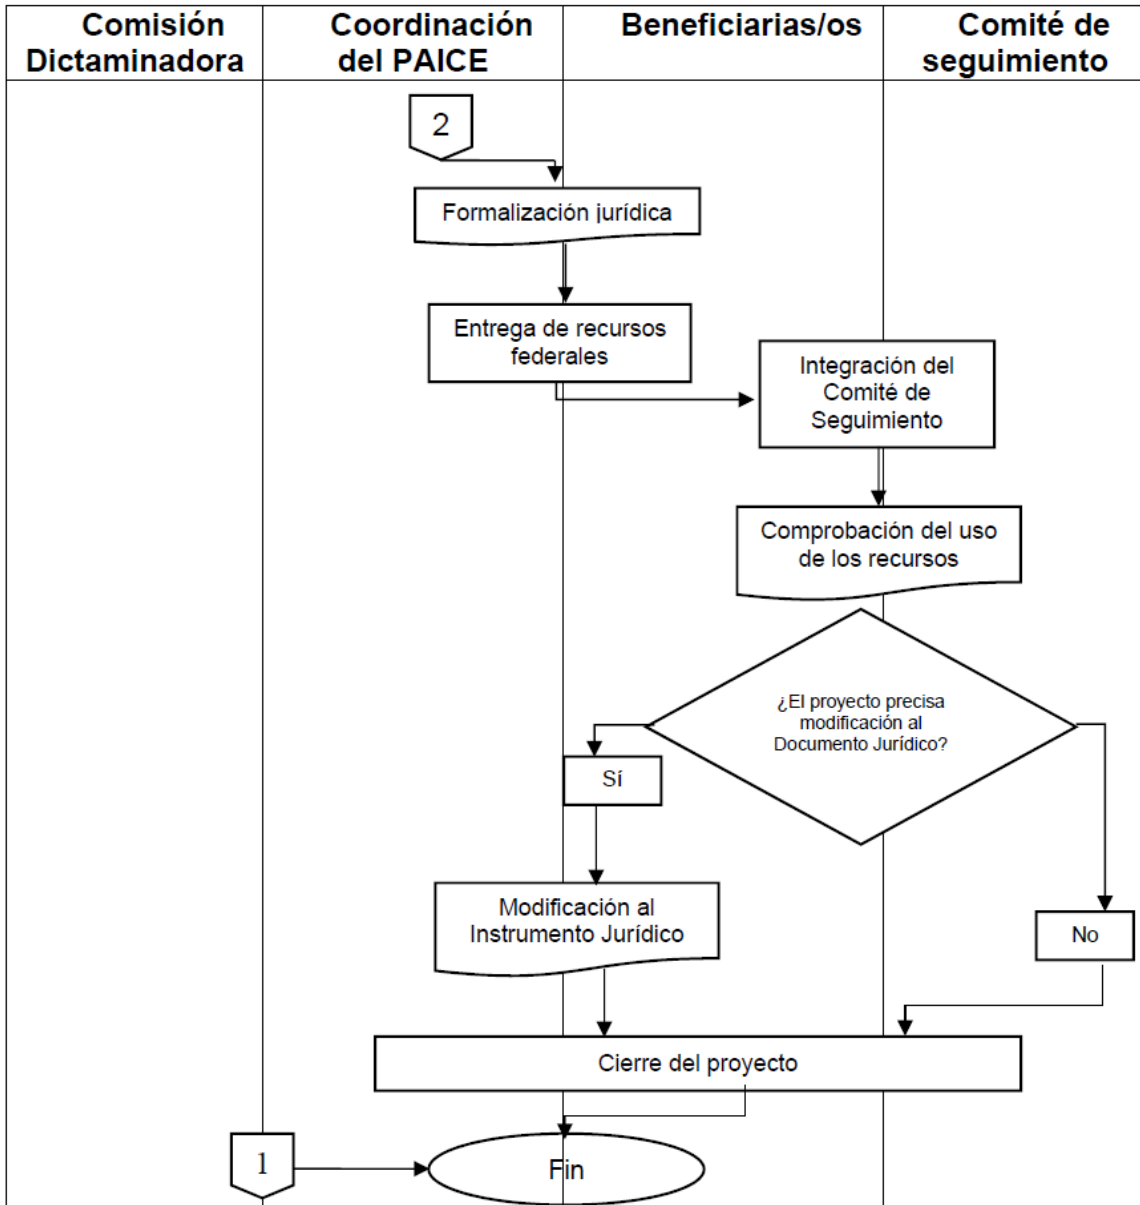 Comisión
Dictaminadora
Coordinación
del PAICE
Beneficiarias/os
Comité de
seguimiento
2
Formalización jurídica
Entrega de recursos
federales
Integración del
Comité de
Seguimiento
Comprobación del uso
de los recursos
¿El proyecto precisa
modificación al
Documento Jurídico?
Sí
Modificación al
Instrumento Jurídico
No
Cierre del proyecto
1
Fin